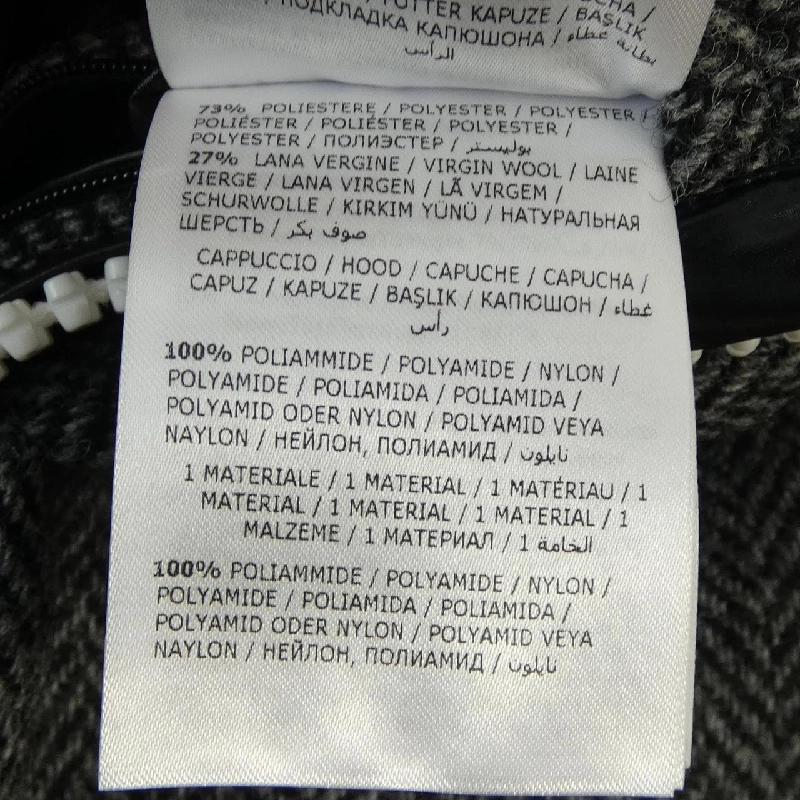 FUTTER KAPUZE / BAŞLIK
/ ПОДКЛАДКА КАПЮШОНА / بطانة غطاء
الرأس
73% POLIESTERE / POLYESTER / POLYESTER /
POLIÉSTER / POLIÉSTER / POLYESTER /
POLYESTER / ПОЛИЭСТЕР / بوليستر
27% LANA VERGINE / VIRGIN WOOL / LAINE
VIERGE / LANA VIRGEN / LÃ VIRGEM /
SCHURWOLLE / KIRKIM YÜNÜ / НАТУРАЛЬНАЯ
ШЕРСТЬ / صوف بكر
CAPPUCCIO / HOOD / CAPUCHE / CAPUCHA /
CAPUZ / KAPUZE / BAŞLIK / КАПЮШОН / غطاء
رأس
100% POLIAMMIDE / POLYAMIDE / NYLON /
POLYAMIDE / POLIAMIDA / POLIAMIDA /
POLYAMID ODER NYLON / POLYAMID VEYA
NAYLON / НЕЙЛОН, ПОЛИАМИД / نايلون
1 MATERIALE / 1 MATERIAL / 1 MATÉRIAU / 1
MATERIAL / 1 MATERIAL / 1 MATERIAL / 1
MALZEME / 1 МАТЕРИАЛ / 1 الخامة
100% POLIAMMIDE / POLYAMIDE / NYLON /
POLYAMIDE / POLIAMIDA / POLIAMIDA /
POLYAMID ODER NYLON / POLYAMID VEYA
NAYLON / НЕЙЛОН, ПОЛИАМИД / نايلون